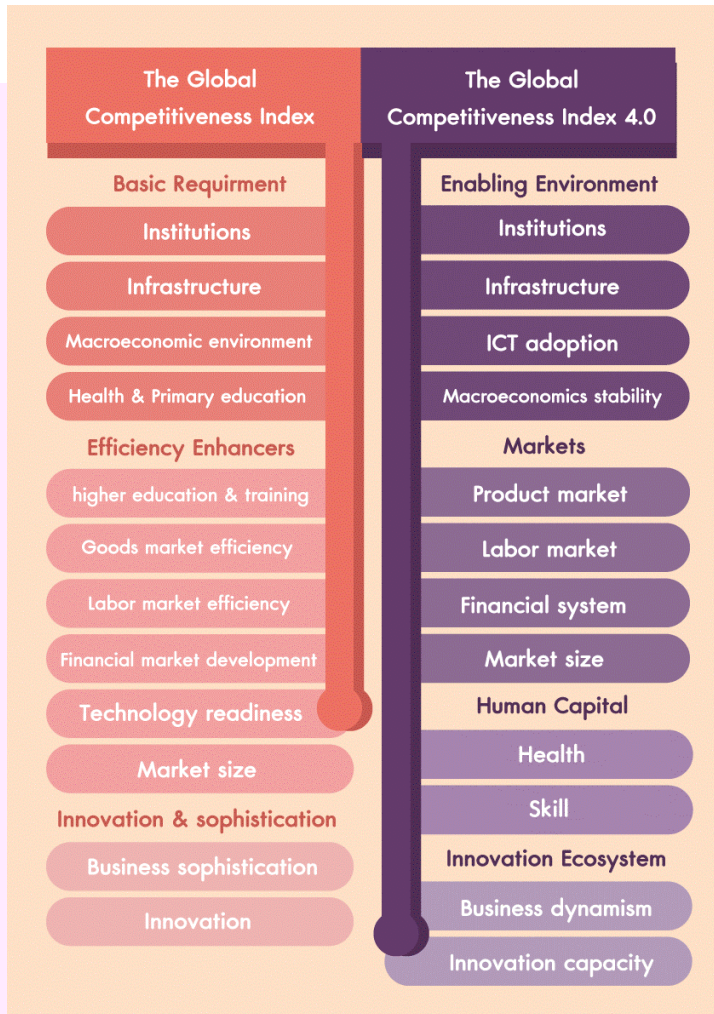 The Global
Competitiveness Index
Basic Requirment
Institutions
Infrastructure
Macroeconomic environment
Health & Primary education
Efficiency Enhancers
higher education & training
Goods market efficiency
Labor market efficiency
Financial market development
Technology readiness
Market size
Innovation & sophistication
Business sophistication
Innovation
The Global
Competitiveness Index 4.0
Enabling Environment
Institutions
Infrastructure
ICT adoption
Macroeconomics stability
Markets
Product market
Labor market
Financial system
Market size
Human Capital
Health
Skill
Innovation Ecosystem
Business dynamism
Innovation capacity